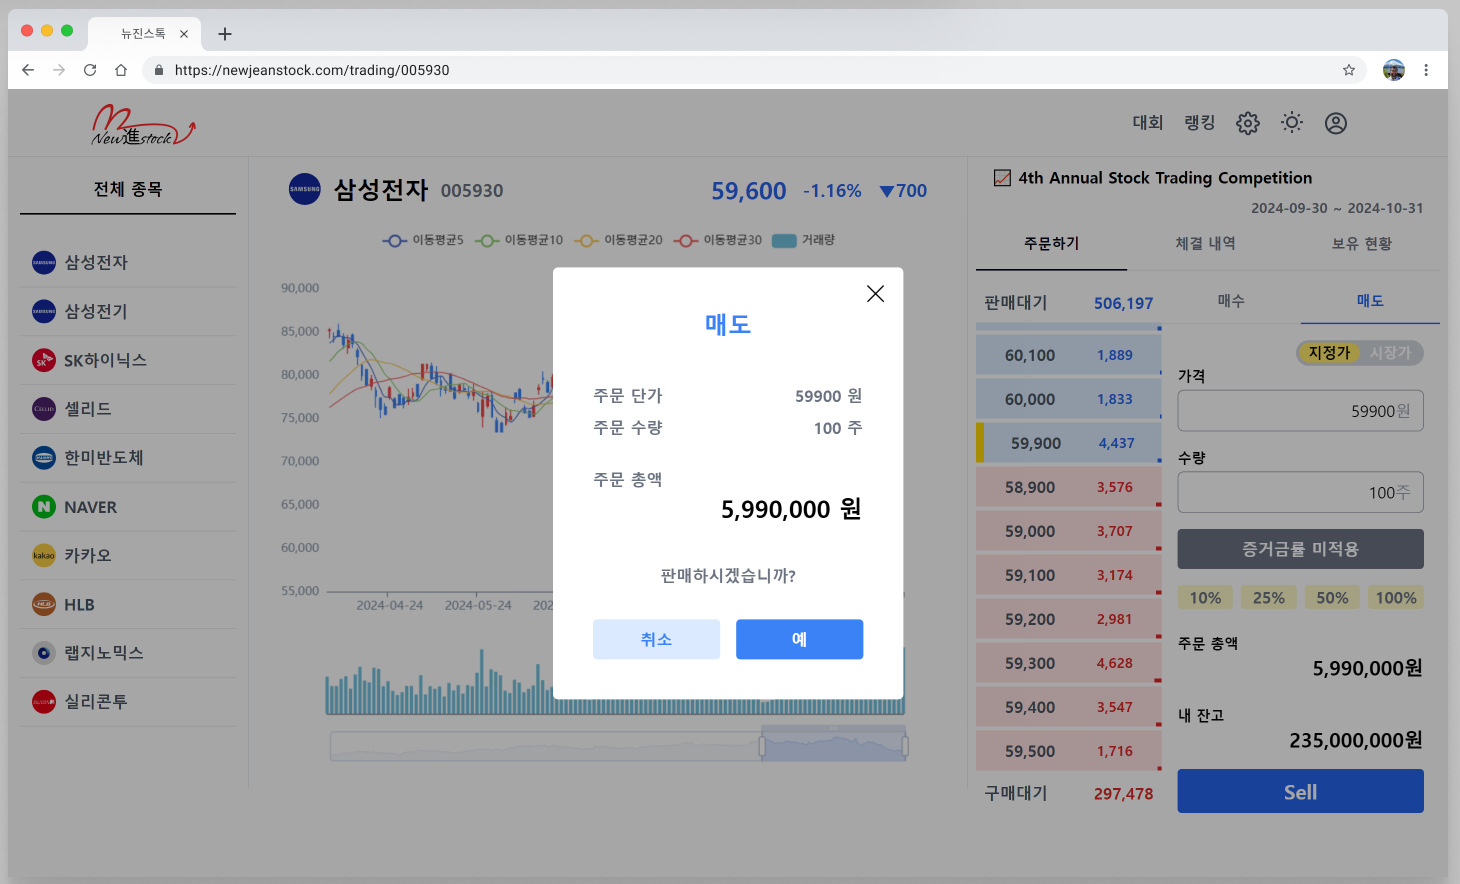 뉴진스톡
https://newjeanstock.com/trading/005930
New進stock
대회 랭킹
전체 종목
SAMSUNG 삼성전자
SAMSUNG 삼성전기
SK SK하이닉스
셀리드
한미반도체
N NAVER
kakao 카카오
HLB HLB
랩지노믹스
실리콘투
SAMSUNG 삼성전자 005930
59,600 -1.16% ▼700
이동평균5 이동평균10 이동평균20 이동평균30 거래량
90,000
85,000
80,000
75,000
70,000
65,000
60,000
55,000
2024-04-24 2024-05-24 202
매도
주문 단가 59900 원
주문 수량 100 주
주문 총액
5,990,000 원
판매하시겠습니까?
취소 예
4th Annual Stock Trading Competition
2024-09-30 ~ 2024-10-31
주문하기 체결 내역 보유 현황
판매대기 506,197
60,100 1,889
60,000 1,833
59,900 4,437
58,900 3,576
59,000 3,707
59,100 3,174
59,200 2,981
59,300 4,628
59,400 3,547
59,500 1,716
구매대기 297,478
매수 매도
지정가 시장가
가격
59900원
수량
100주
증거금률 미적용
10% 25% 50% 100%
주문 총액
5,990,000원
내 잔고
235,000,000원
Sell